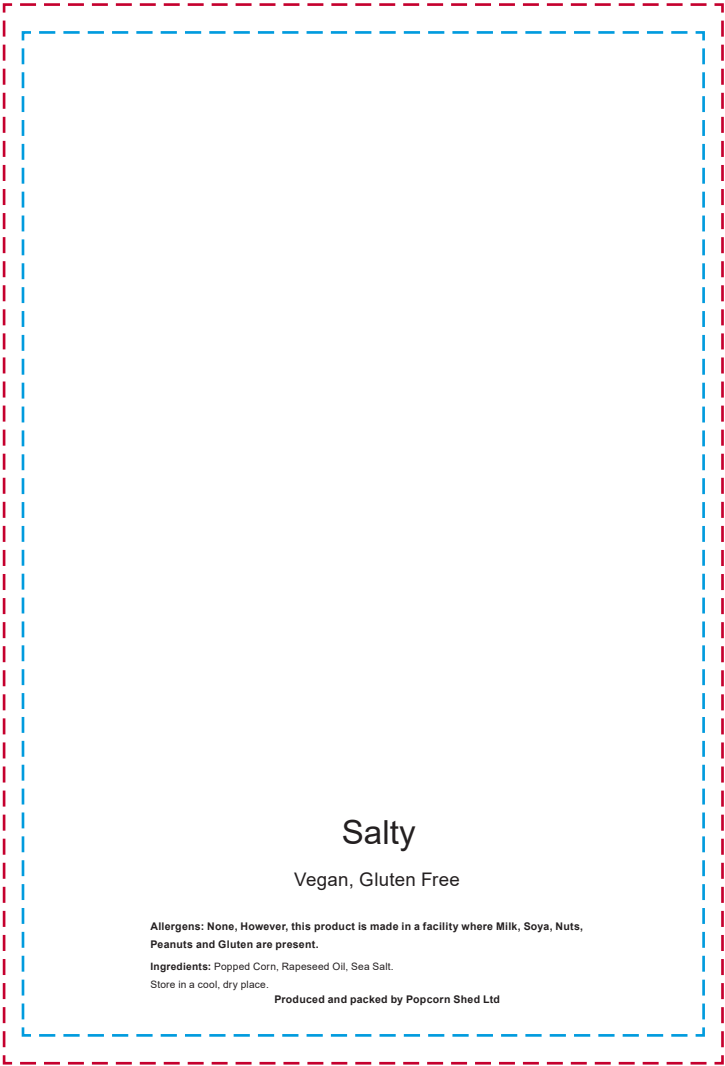 Salty
Vegan, Gluten Free
Allergens: None, However, this product is made in a facility where Milk, Soya, Nuts,
Peanuts and Gluten are present.
Ingredients: Popped Corn, Rapeseed Oil, Sea Salt.
Store in a cool, dry place.
Produced and packed by Popcorn Shed Ltd